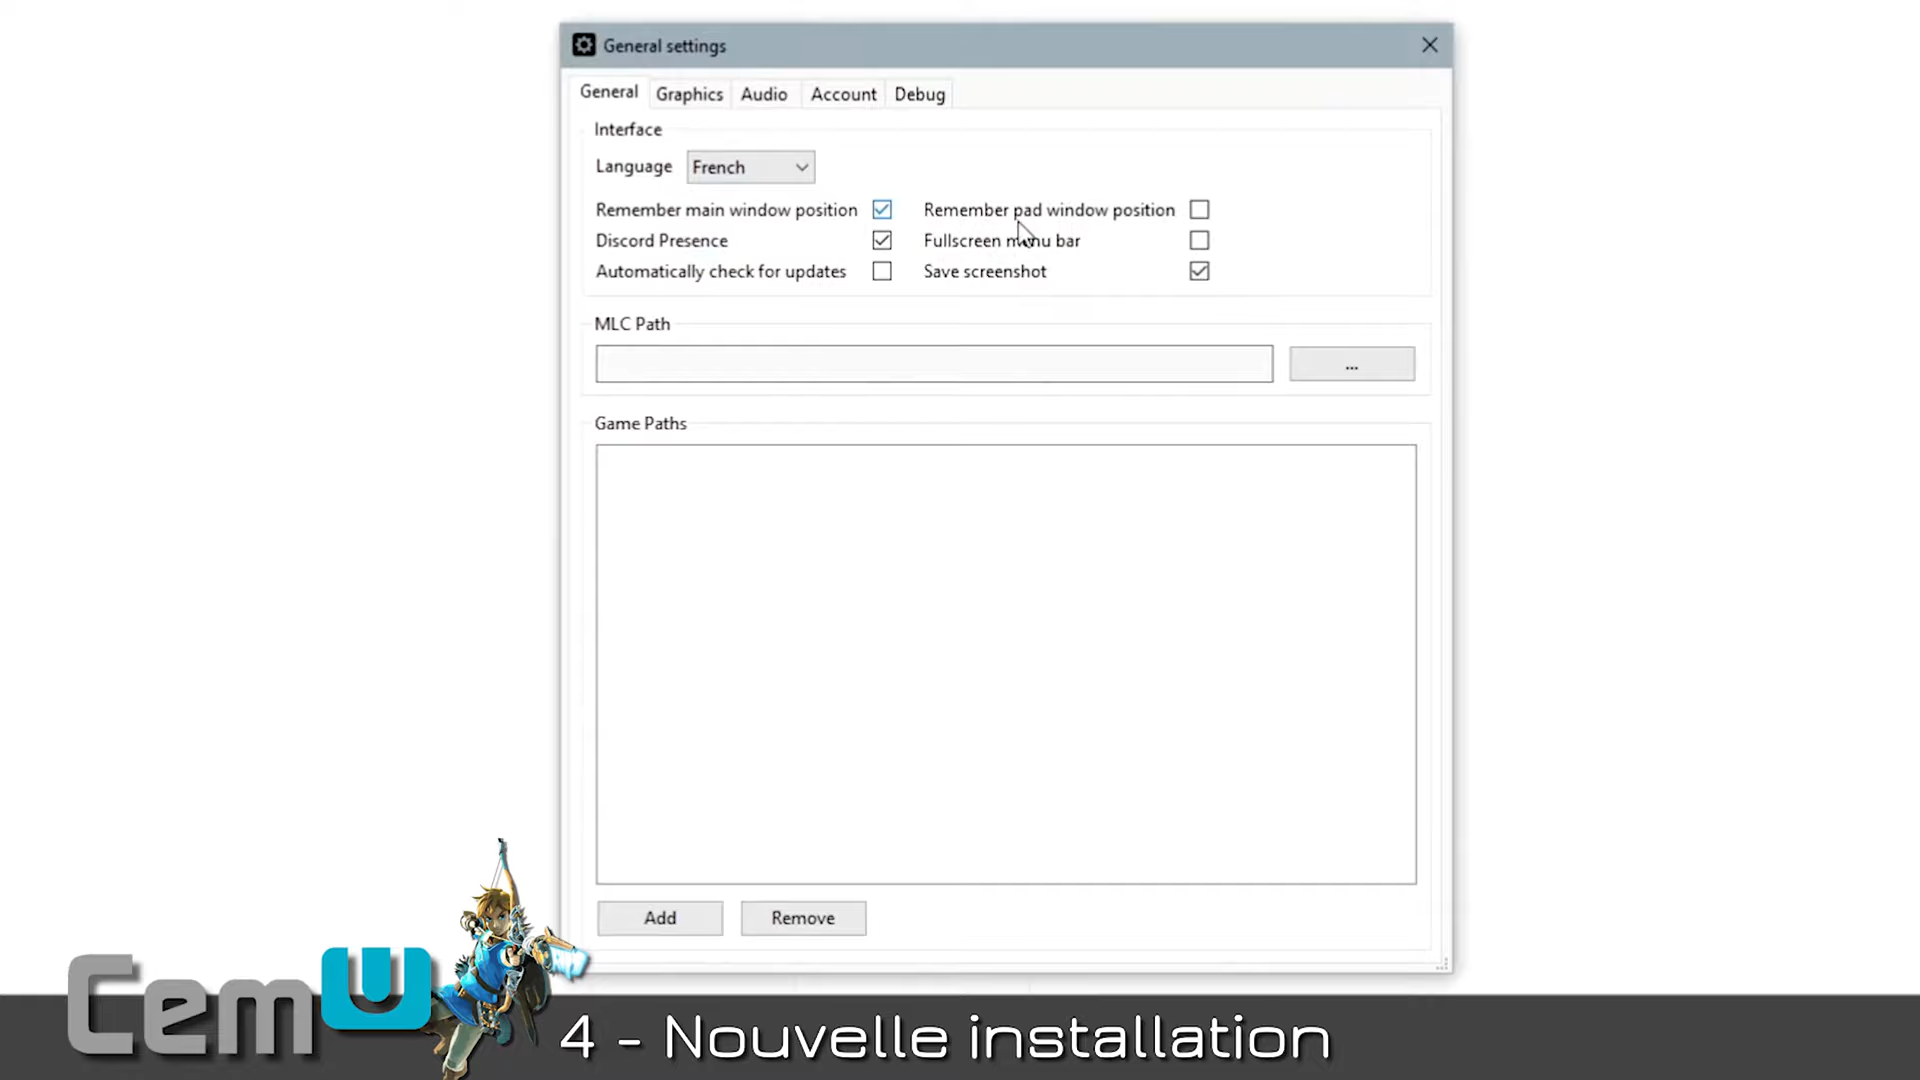 General settings
General Graphics Audio Account Debug
Interface
Language French
Remember main window position Remember pad window position
Discord Presence Fullscreen menu bar
Automatically check for updates Save screenshot
MLC Path
...
Game Paths
Add Remove
Cemu
4 - Nouvelle installation